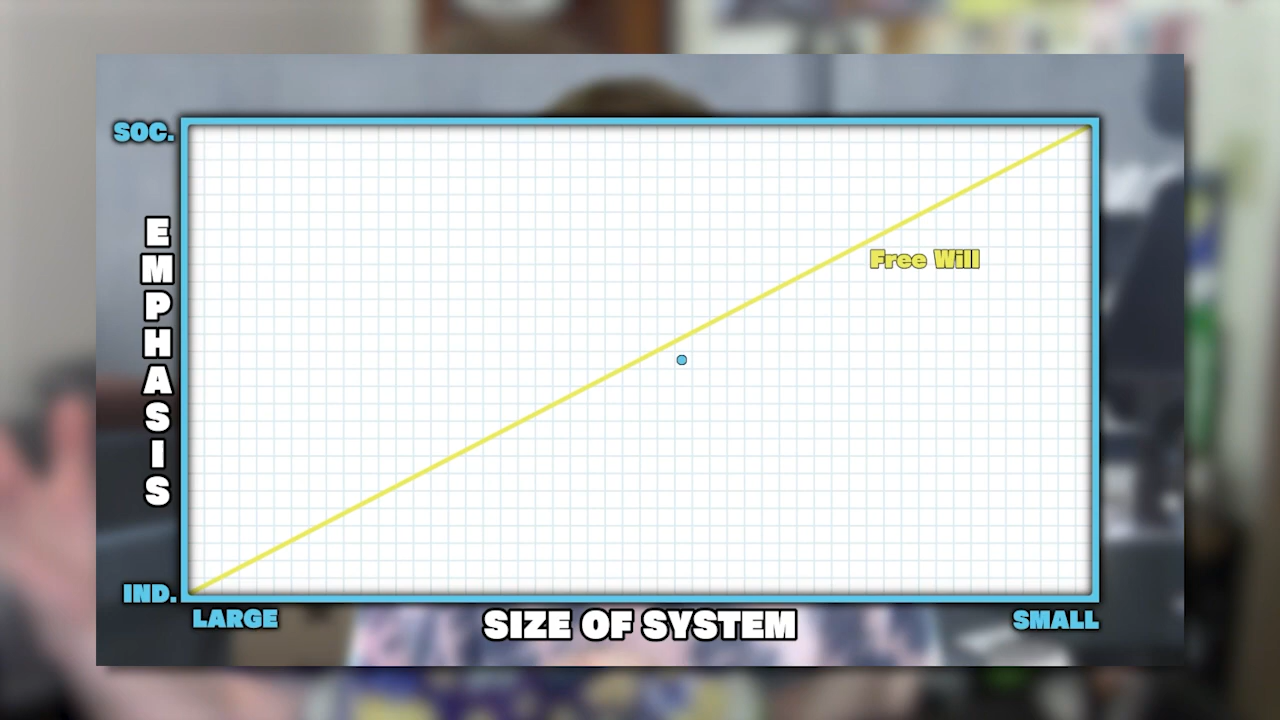 SOC.
EMPHASIS
Free Will
IND.
LARGE
SIZE OF SYSTEM
SMALL